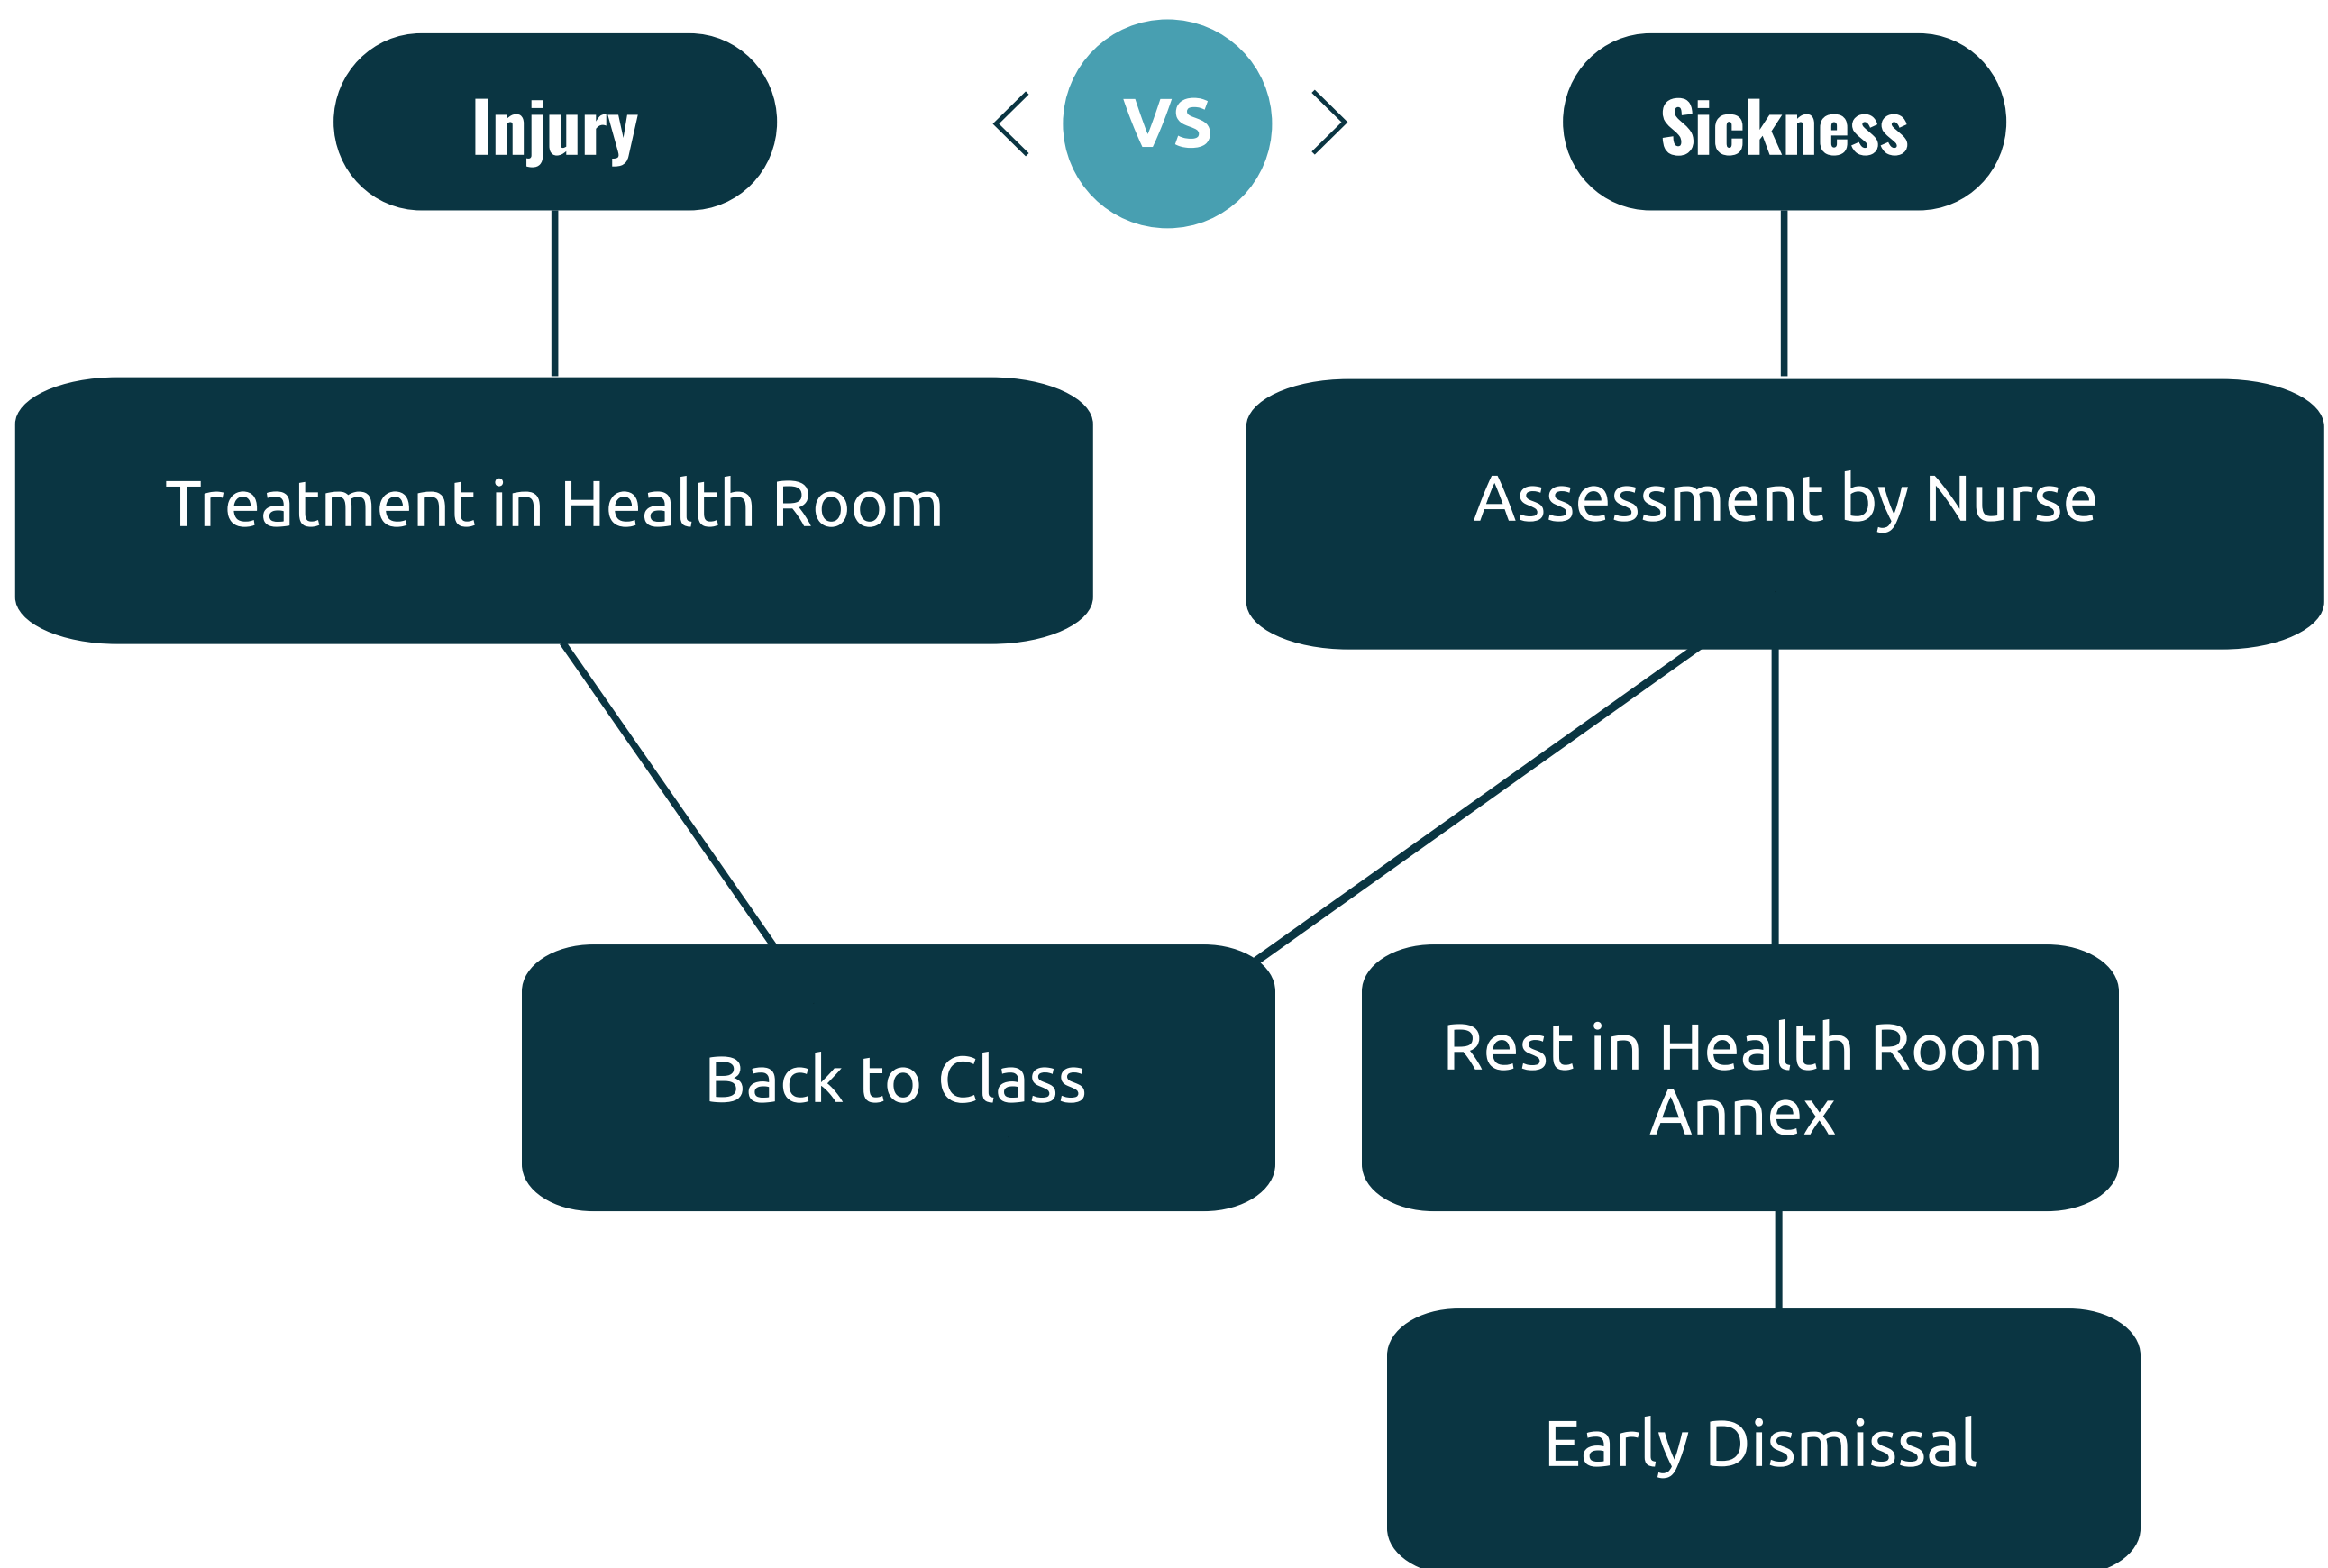 Injury
VS
Sickness
Treatment in Health Room
Assessment by Nurse
Back to Class
Rest in Health Room
Annex
Early Dismissal